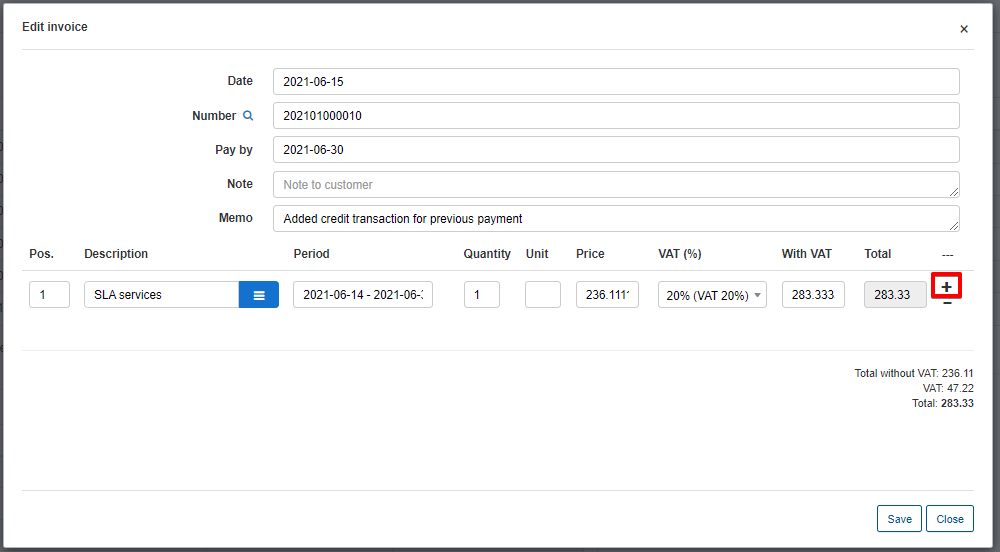 Edit invoice ×
Date 2021-06-15
Number 202101000010
Pay by 2021-06-30
Note Note to customer
Memo Added credit transaction for previous payment
Pos. Description Period Quantity Unit Price VAT (%) With VAT Total ---
1 SLA services 2021-06-14 - 2021-06- 1 236.111 20% (VAT 20%) 283.333 283.33 +
−
Total without VAT: 236.11
VAT: 47.22
Total: 283.33
Save Close